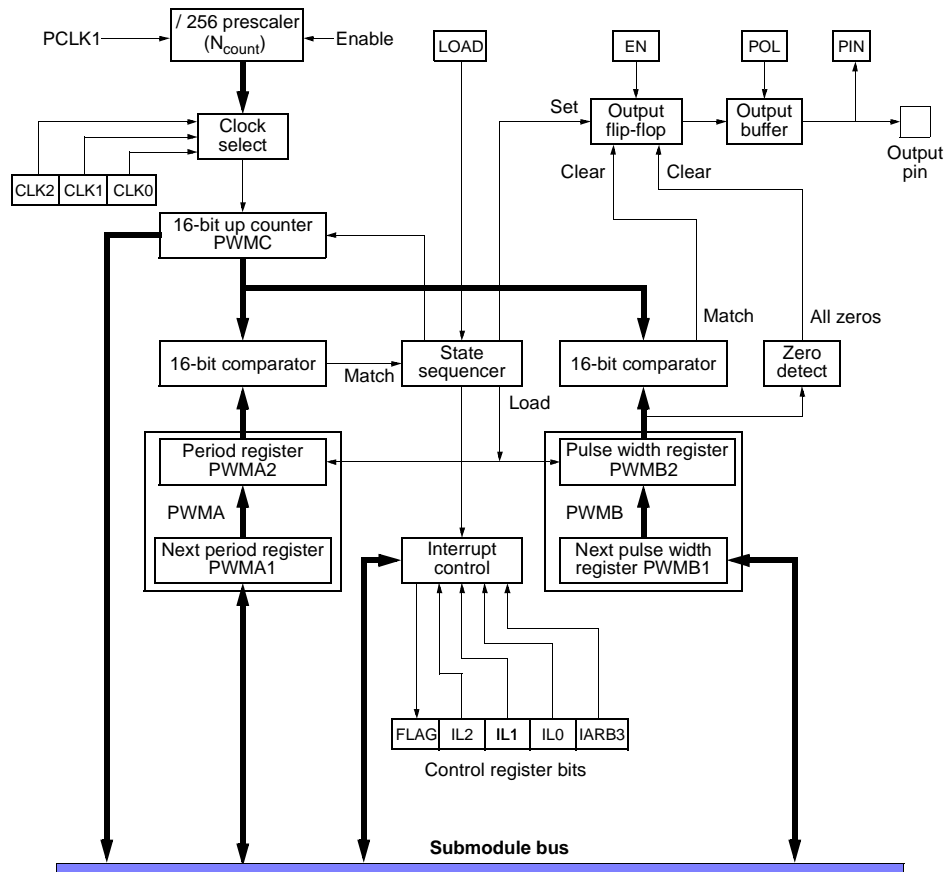 / 256 prescaler
(Ncount)
PCLK1
Enable
LOAD
EN
POL
PIN
Clock
select
Set
Output
flip-flop
Output
buffer
Output
pin
Clear
Clear
CLK2 CLK1 CLK0
16-bit up counter
PWMC
Match
All zeros
16-bit comparator
Match
State
sequencer
16-bit comparator
Zero
detect
Load
Period register
PWMA2
Pulse width register
PWMB2
PWMA
PWMB
Next period register
PWMA1
Interrupt
control
Next pulse width
register PWMB1
FLAG IL2 IL1 IL0 IARB3
Control register bits
Submodule bus